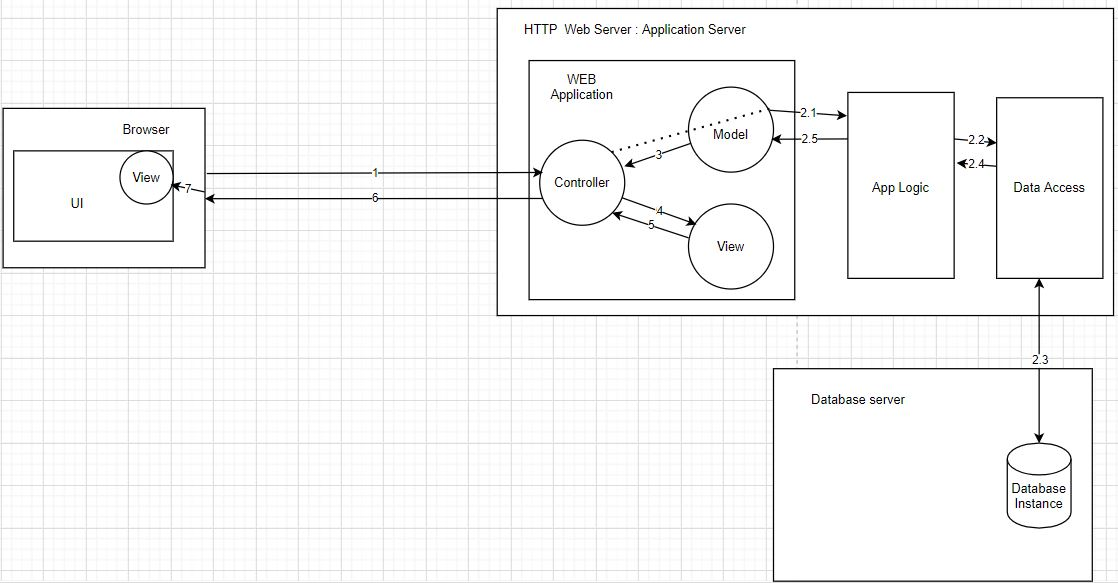 HTTP  Web Server : Application Server
WEB
Application
Browser
View
UI
7
1
6
Controller
Model
3
4
5
View
2.1
2.5
App Logic
2.2
2.4
Data Access
2.3
Database server
Database
Instance